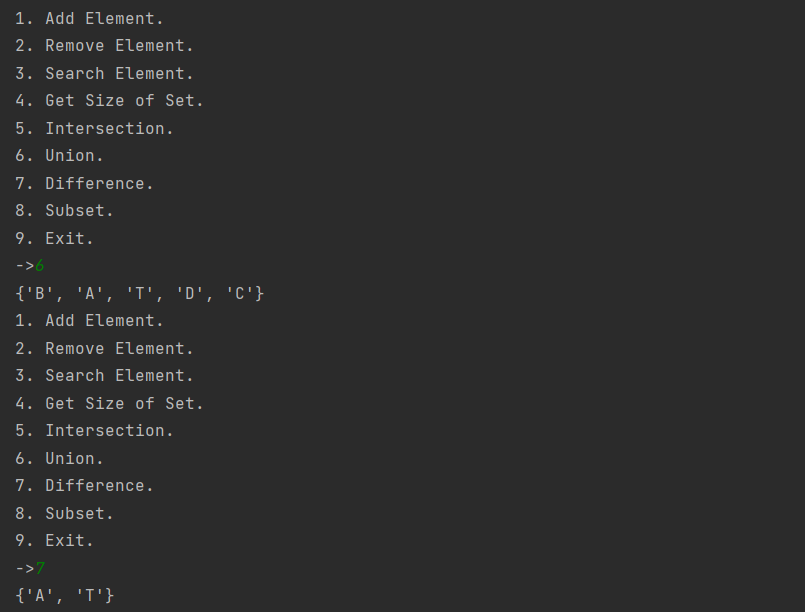 1. Add Element.
2. Remove Element.
3. Search Element.
4. Get Size of Set.
5. Intersection.
6. Union.
7. Difference.
8. Subset.
9. Exit.
->6
{'B', 'A', 'T', 'D', 'C'}
1. Add Element.
2. Remove Element.
3. Search Element.
4. Get Size of Set.
5. Intersection.
6. Union.
7. Difference.
8. Subset.
9. Exit.
->7
{'A', 'T'}